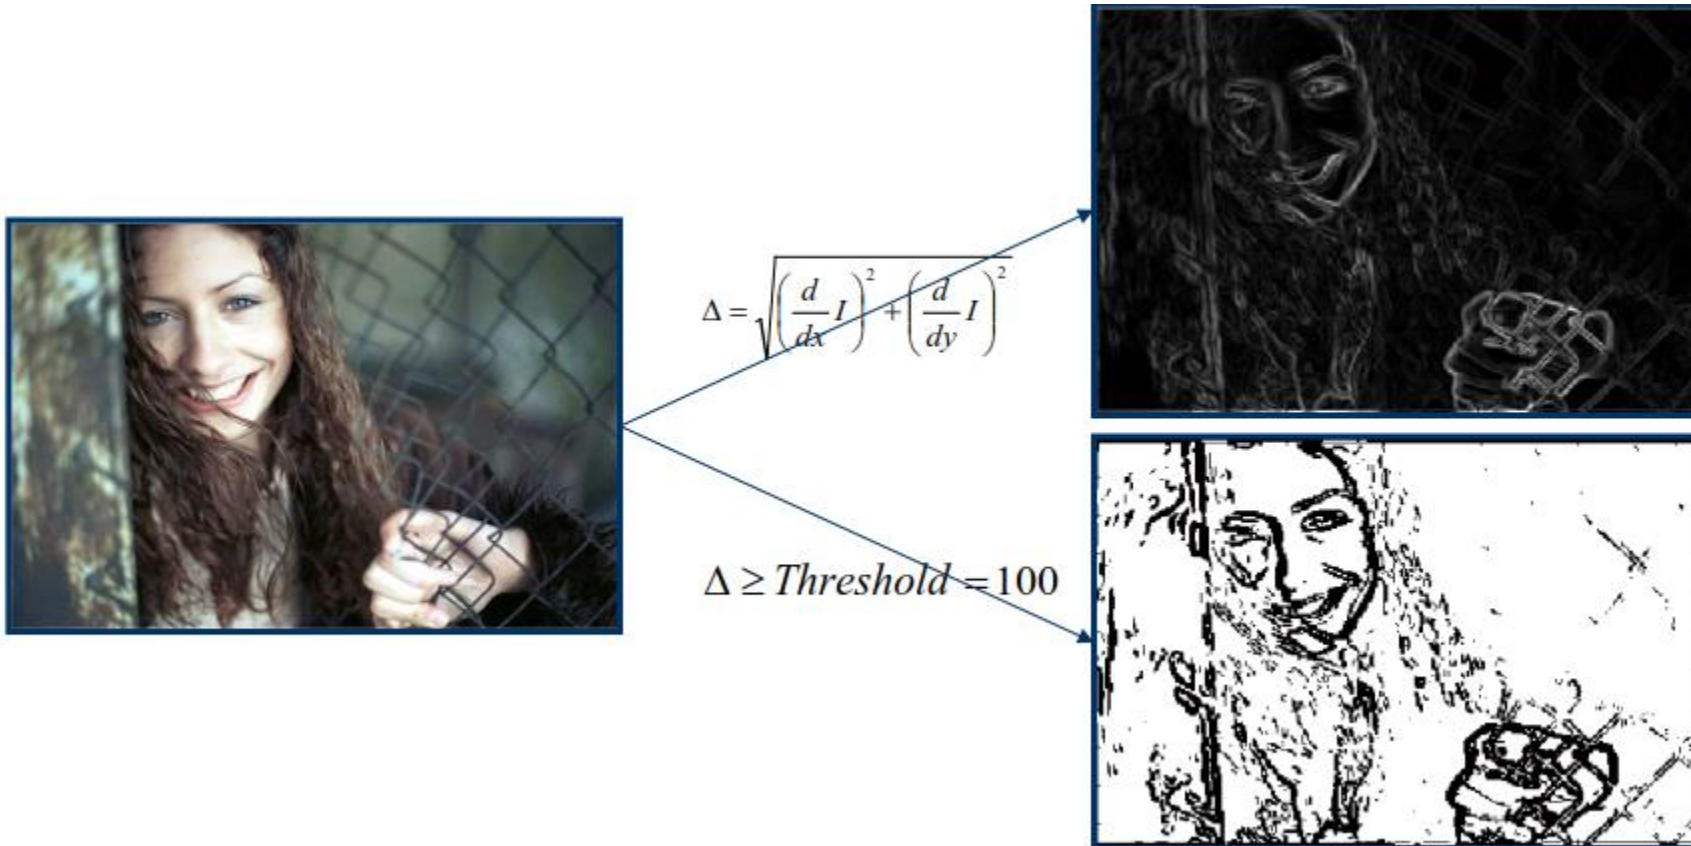 Δ = √((d/dx I)² + (d/dy I)²)
Δ ≥ Threshold = 100